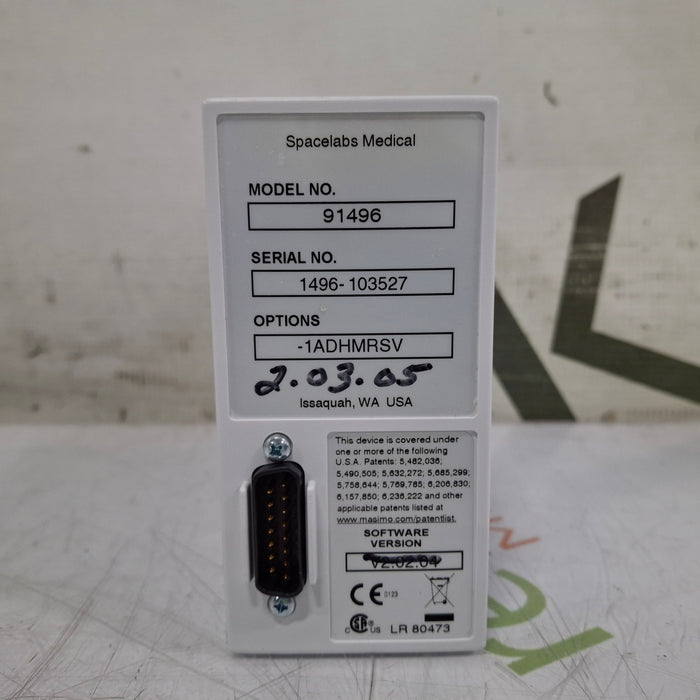 Spacelabs Medical
MODEL NO.
91496
SERIAL NO.
1496-103527
OPTIONS
-1ADHMRSV
2.03.05
Issaquah, WA USA
This device is covered under
one or more of the following
U.S.A. Patents: 5,482,036;
5,490,505; 5,632,272; 5,685,299;
5,758,644; 5,769,785; 6,206,830;
6,157,850; 6,236,222 and other
applicable patents listed at
www.masimo.com/patentlist.
SOFTWARE
VERSION
V2.02.04
CE 0123
C SA® US LR 80473